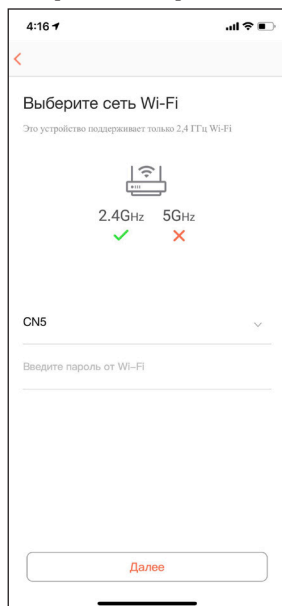 4:16
Выберите сеть Wi-Fi
Это устройство поддерживает только 2,4 ГГц Wi-Fi
2.4GHz 5GHz
CN5
Введите пароль от Wi-Fi
Далее